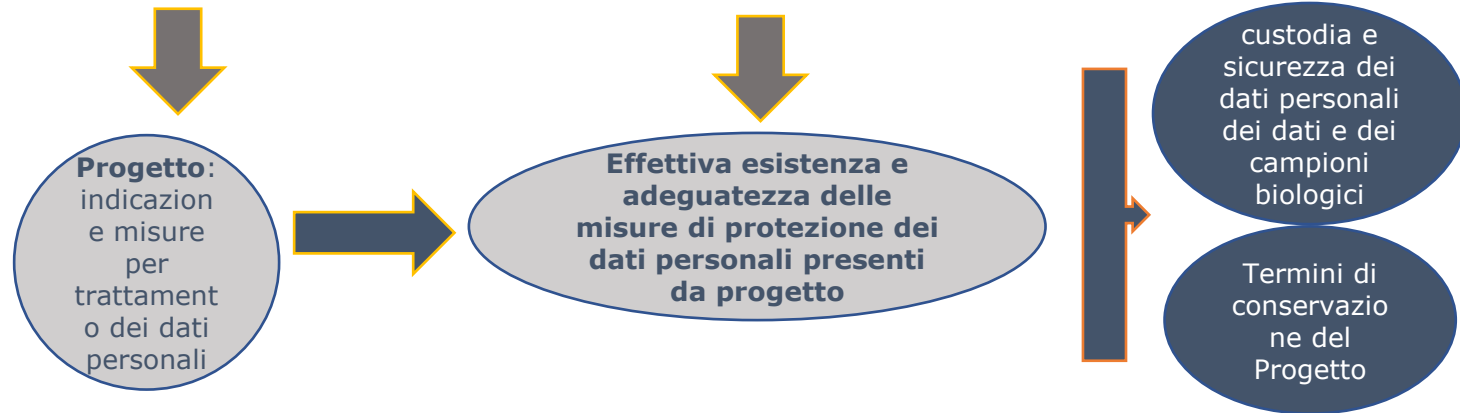 Progetto:
indicazion
e misure
per
trattament
o dei dati
personali
Effettiva esistenza e
adeguatezza delle
misure di protezione dei
dati personali presenti
da progetto
custodia e
sicurezza dei
dati personali
dei dati e dei
campioni
biologici
Termini di
conservazio
ne del
Progetto